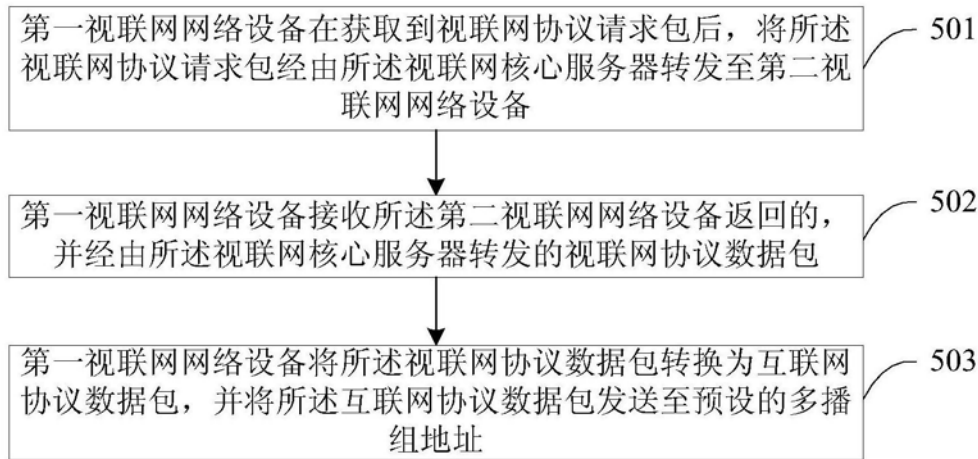 第一视联网网络设备在获取到视联网协议请求包后，将所述
视联网协议请求包经由所述视联网核心服务器转发至第二视
联网网络设备
501
第一视联网网络设备接收所述第二视联网网络设备返回的，
并经由所述视联网核心服务器转发的视联网协议数据包
502
第一视联网网络设备将所述视联网协议数据包转换为互联网
协议数据包，并将所述互联网协议数据包发送至预设的多播
组地址
503